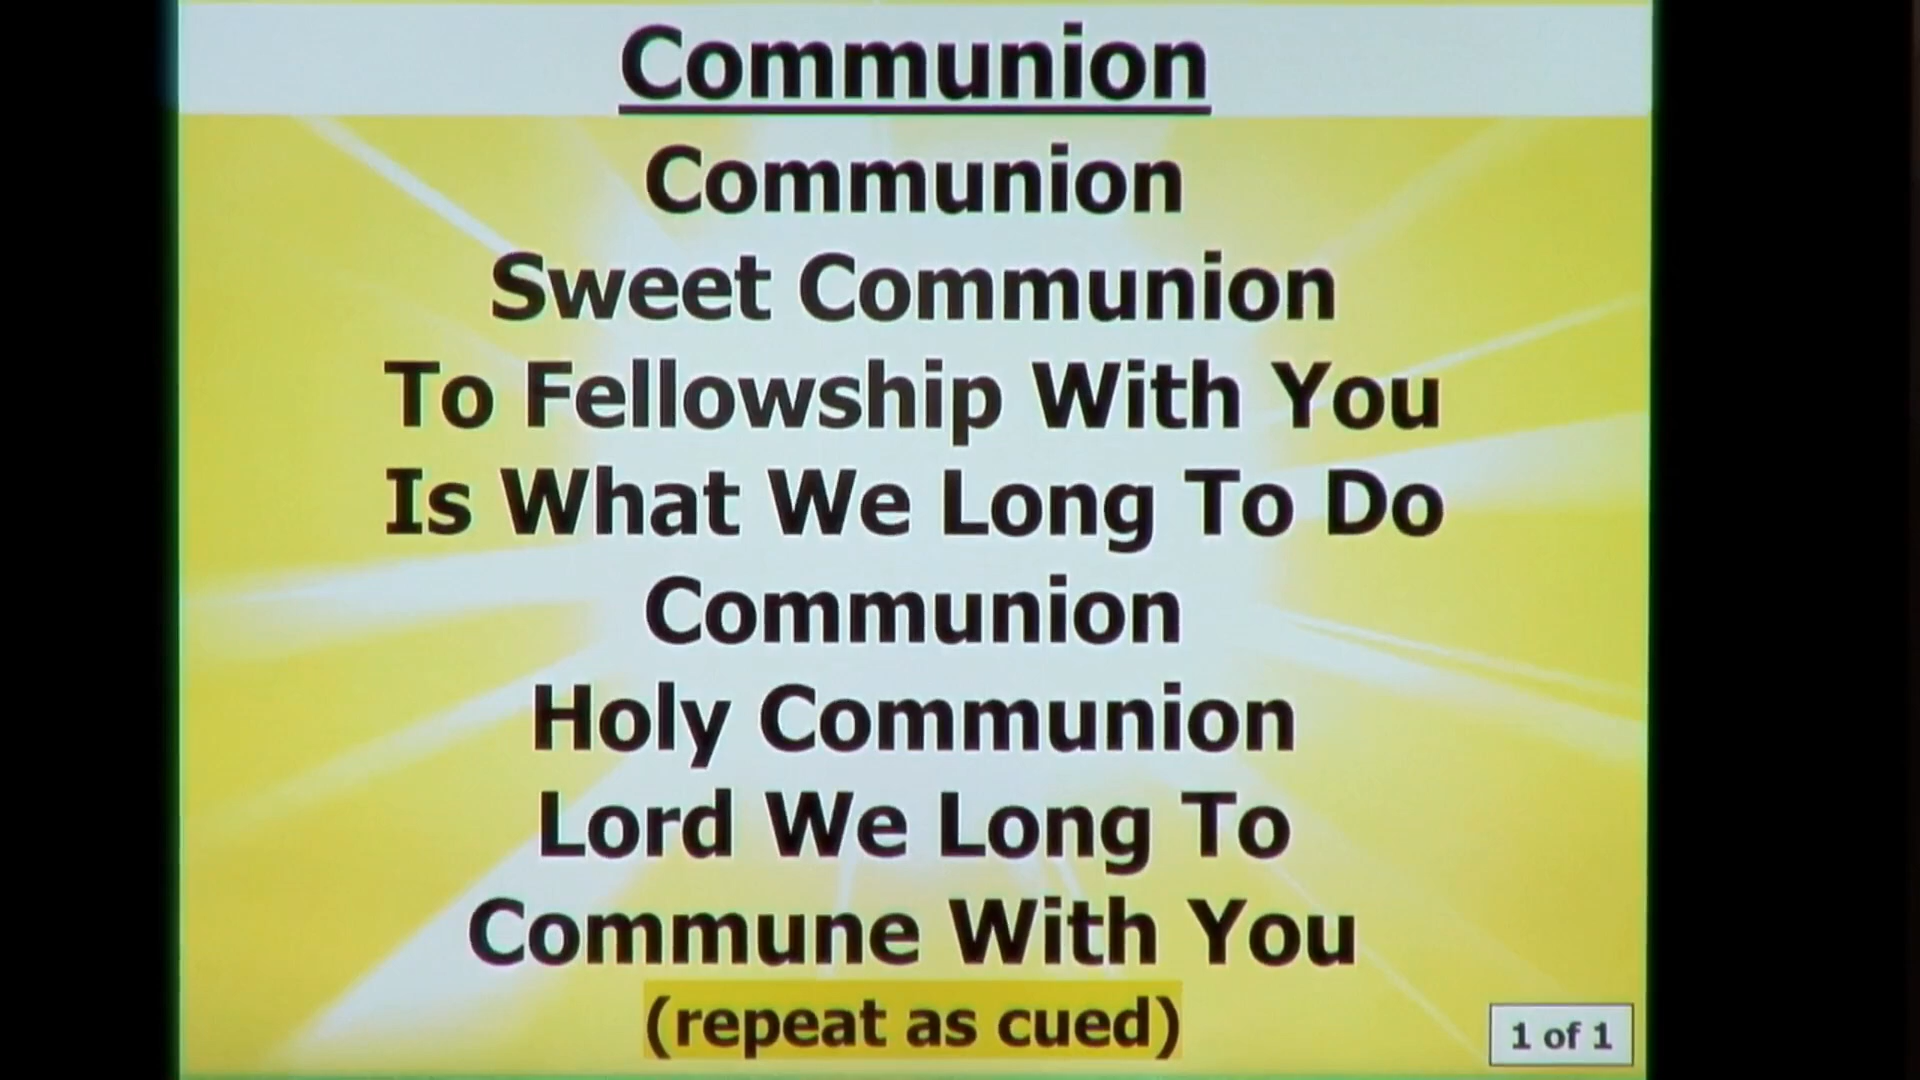 Communion
Communion
Sweet Communion
To Fellowship With You
Is What We Long To Do
Communion
Holy Communion
Lord We Long To
Commune With You
(repeat as cued)
1 of 1